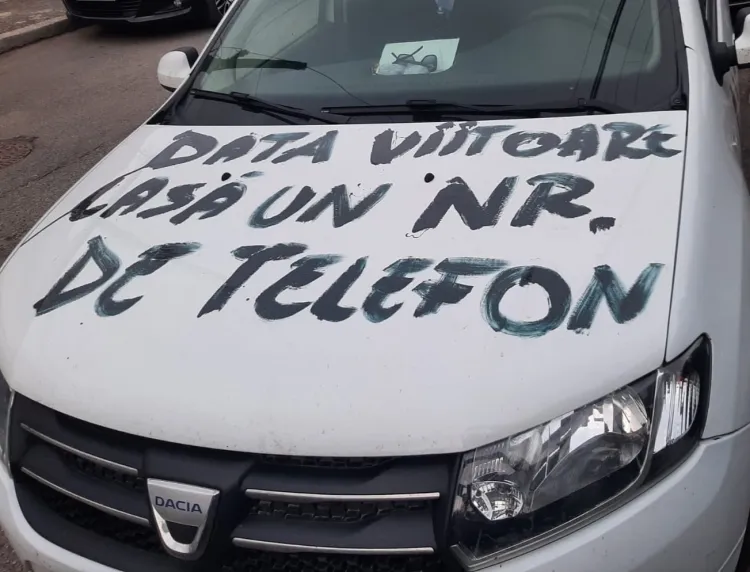 DATA VIITOARE
LASĂ UN NR.
DE TELEFON
DACIA